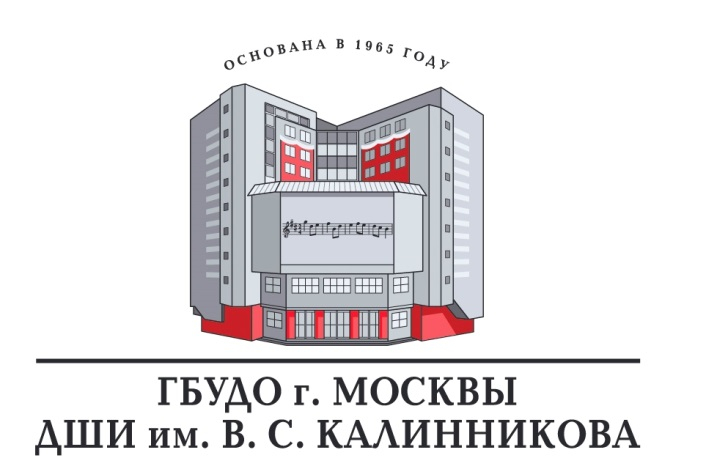 ОСНОВАНА В 1965 ГОДУ
ГБУДО г. МОСКВЫ
ДШИ им. В. С. КАЛИННИКОВА